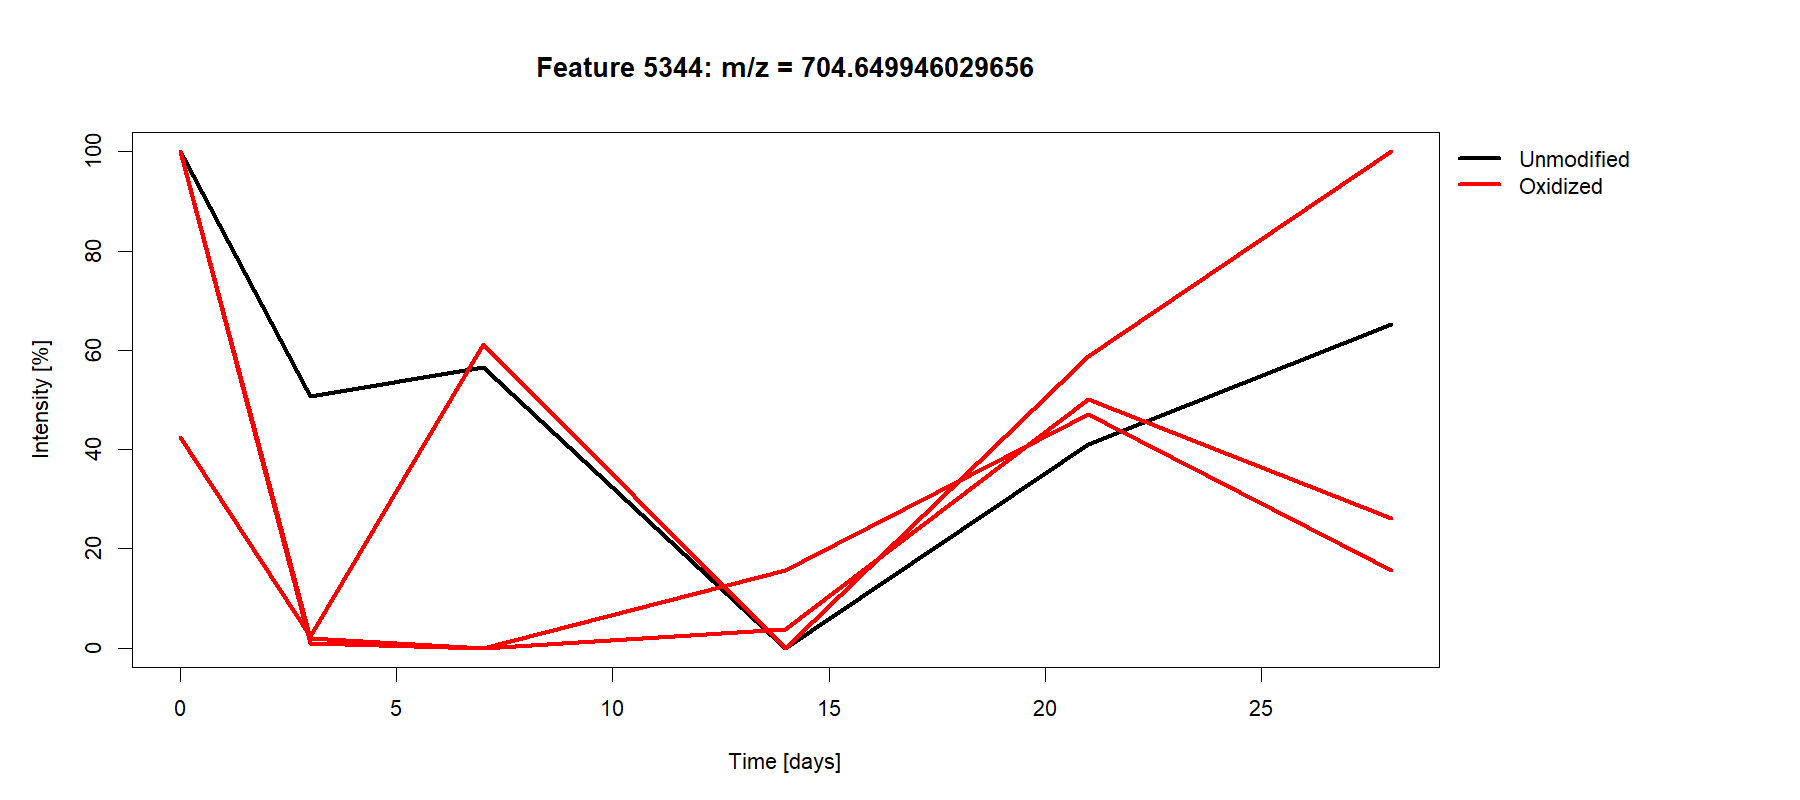 Feature 5344: m/z = 704.649946029656
Unmodified
Oxidized
100
80
60
40
20
0
Intensity [%]
0 5 10 15 20 25
Time [days]